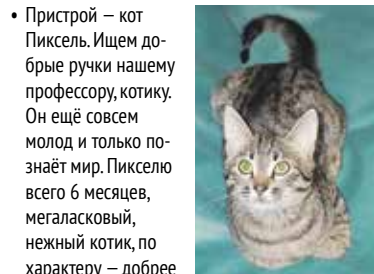 • Пристрой — кот
Пиксель. Ищем до-
брые ручки нашему
профессору, котику.
Он ещё совсем
молод и только по-
знаёт мир. Пикселю
всего 6 месяцев,
мегаласковый,
нежный котик, по
характеру — добрее